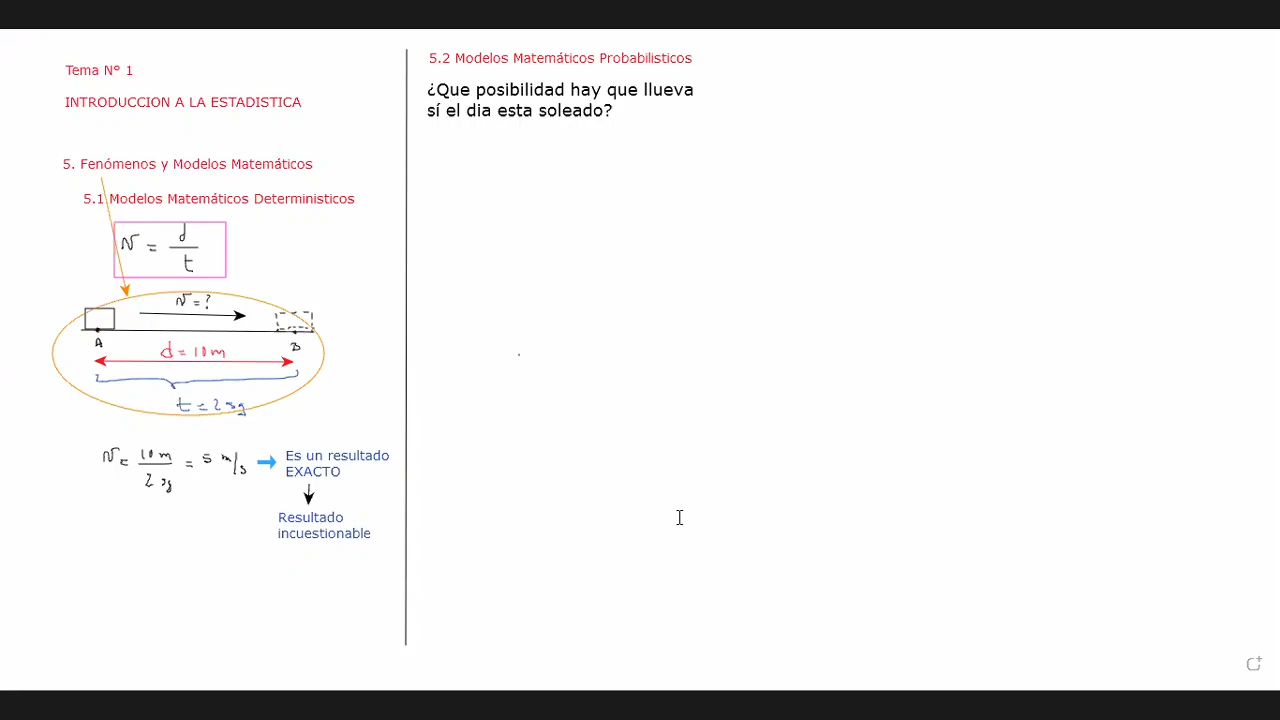 Tema N° 1
INTRODUCCION A LA ESTADISTICA
5. Fenómenos y Modelos Matemáticos
5.1 Modelos Matemáticos Deterministicos
v = d/t
v = ?
A
B
d = 10 m
t = 2 sg
v = 10 m / 2 sg = 5 m/s
Es un resultado
EXACTO
Resultado
incuestionable
5.2 Modelos Matemáticos Probabilisticos
¿Que posibilidad hay que llueva
sí el dia esta soleado?